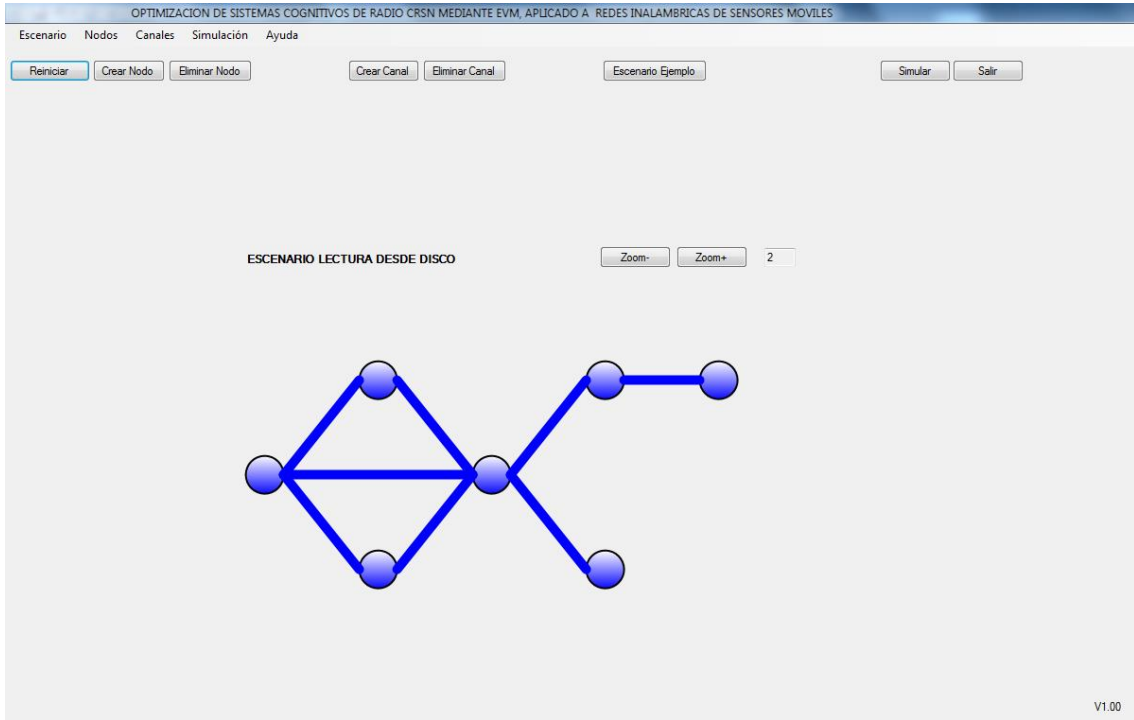 OPTIMIZACION DE SISTEMAS COGNITIVOS DE RADIO CRSN MEDIANTE EVM, APLICADO A REDES INALAMBRICAS DE SENSORES MOVILES
Escenario Nodos Canales Simulación Ayuda
Reiniciar Crear Nodo Eliminar Nodo Crear Canal Eliminar Canal Escenario Ejemplo Simular Salir
ESCENARIO LECTURA DESDE DISCO Zoom- Zoom+ 2
V1.00